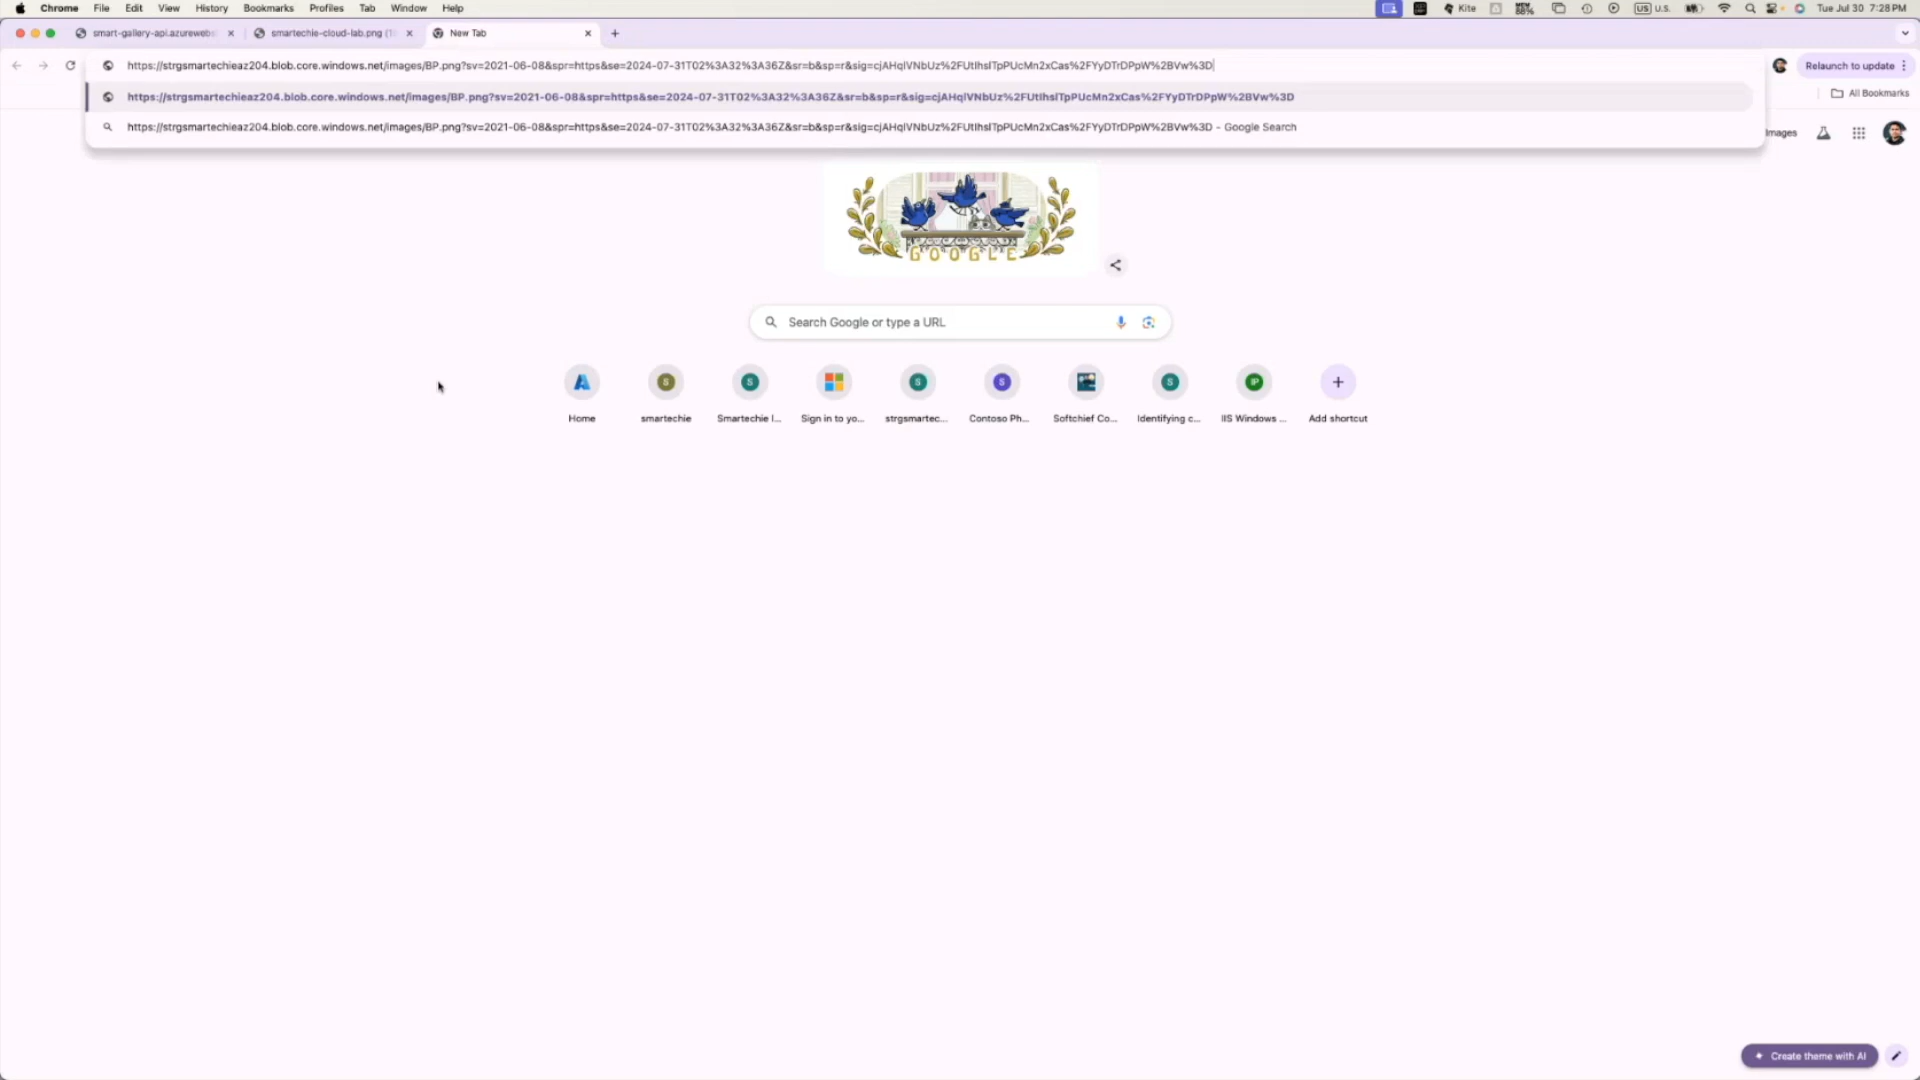 Chrome File Edit View History Bookmarks Profiles Tab Window Help
Kite
US U.S.
Tue Jul 30 7:28 PM
smart-gallery-api.azurewebs
smartechie-cloud-lab.png (1
New Tab
https://strgsmartechieaz204.blob.core.windows.net/images/BP.png?sv=2021-06-08&spr=https&se=2024-07-31T02%3A32%3A36Z&sr=b&sp=r&sig=cjAHqlVNbUz%2FUtIhslTpPUcMn2xCas%2FYyDTrDPpW%2BVw%3D
Relaunch to update
https://strgsmartechieaz204.blob.core.windows.net/images/BP.png?sv=2021-06-08&spr=https&se=2024-07-31T02%3A32%3A36Z&sr=b&sp=r&sig=cjAHqlVNbUz%2FUtIhslTpPUcMn2xCas%2FYyDTrDPpW%2BVw%3D
All Bookmarks
https://strgsmartechieaz204.blob.core.windows.net/images/BP.png?sv=2021-06-08&spr=https&se=2024-07-31T02%3A32%3A36Z&sr=b&sp=r&sig=cjAHqlVNbUz%2FUtIhslTpPUcMn2xCas%2FYyDTrDPpW%2BVw%3D - Google Search
Images
GOOGLE
Search Google or type a URL
Home
smartechie
Smartechie I...
Sign in to yo...
strgsmartec...
Contoso Ph...
Softchief Co...
Identifying c...
IIS Windows ...
Add shortcut
Create theme with AI